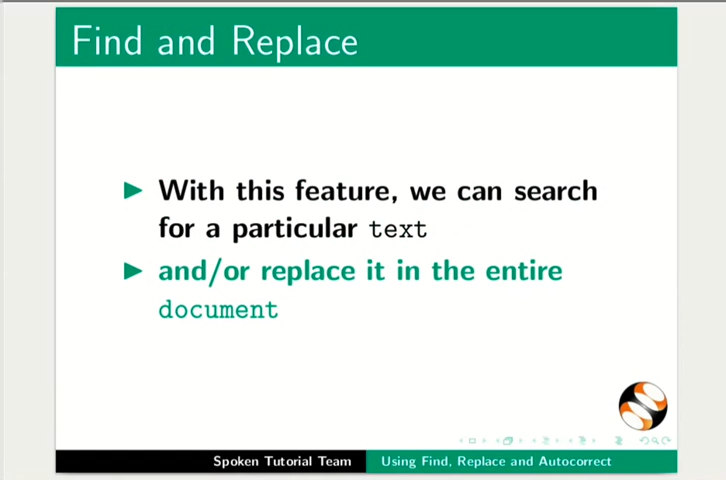 Find and Replace
With this feature, we can search
for a particular text
and/or replace it in the entire
document
Spoken Tutorial Team
Using Find, Replace and Autocorrect